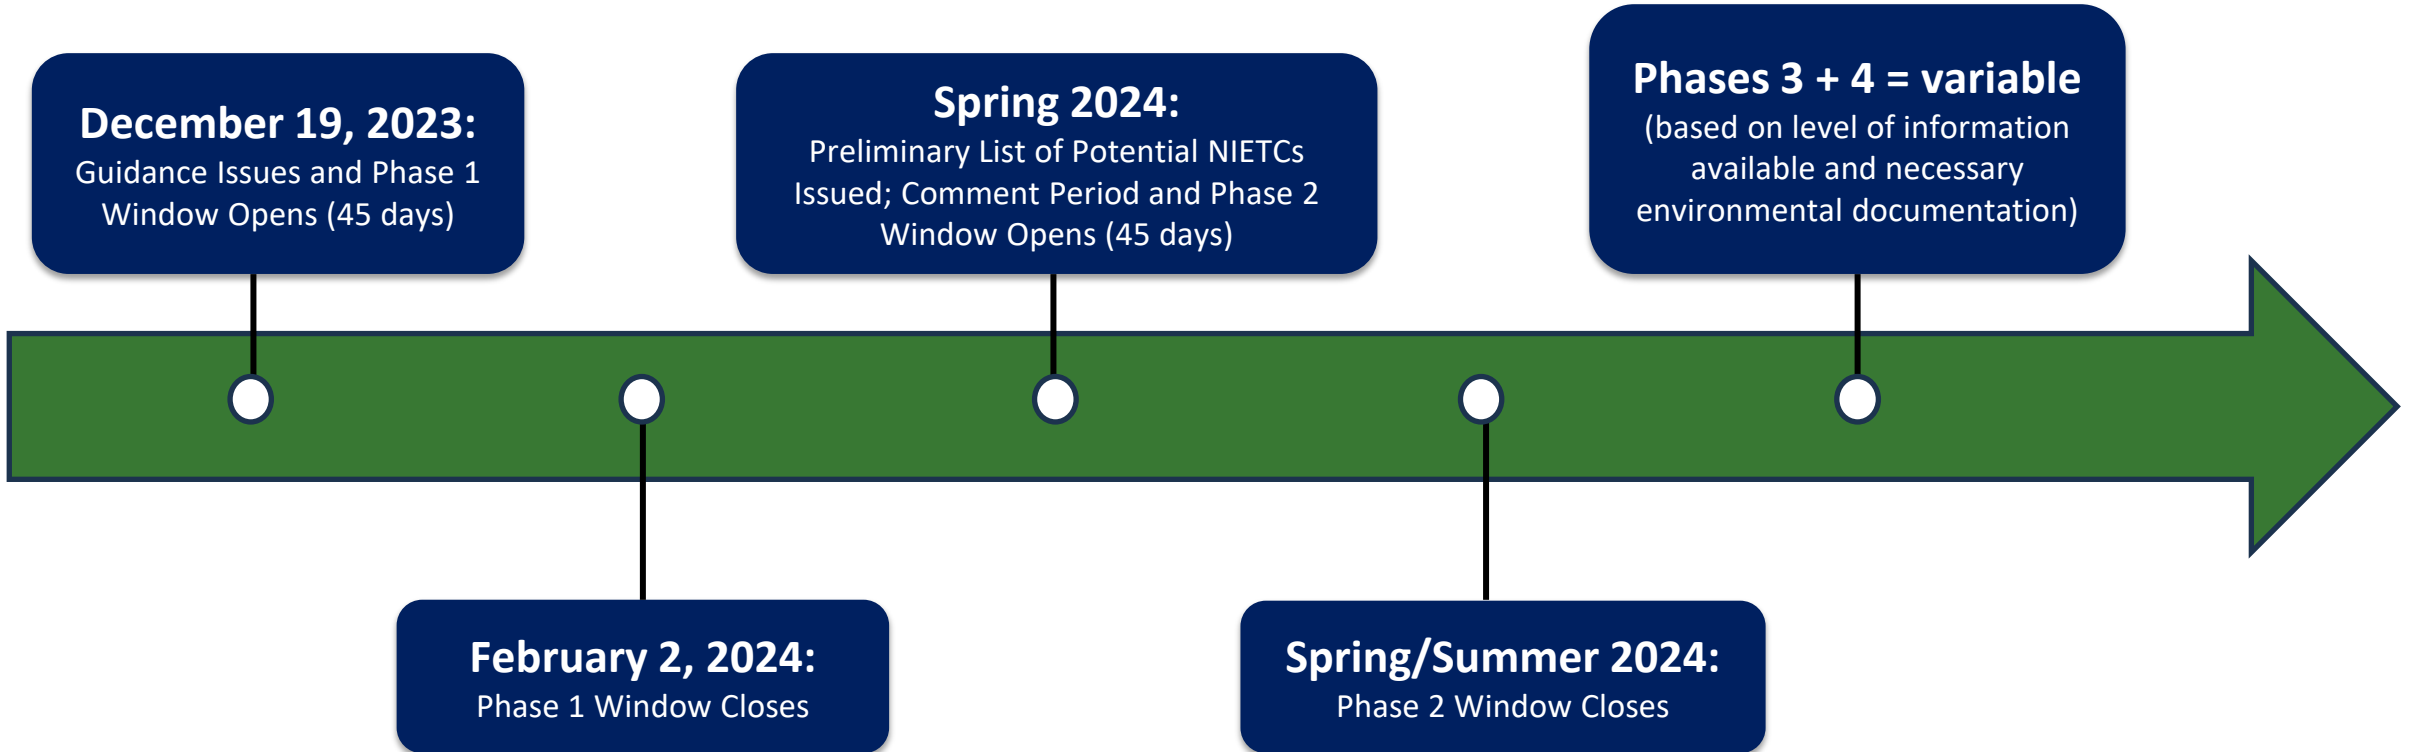 December 19, 2023:
Guidance Issues and Phase 1
Window Opens (45 days)
February 2, 2024:
Phase 1 Window Closes
Spring 2024:
Preliminary List of Potential NIETCs
Issued; Comment Period and Phase 2
Window Opens (45 days)
Spring/Summer 2024:
Phase 2 Window Closes
Phases 3 + 4 = variable
(based on level of information
available and necessary
environmental documentation)